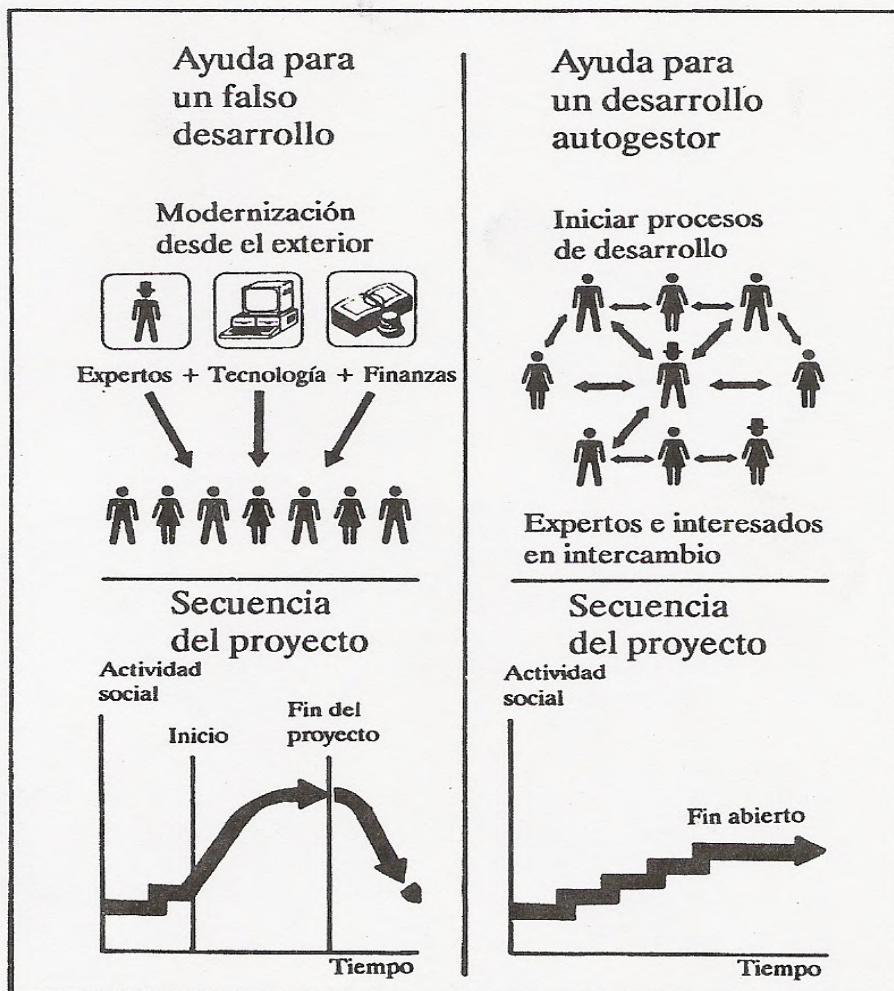 Ayuda para
un falso
desarrollo
Modernización
desde el exterior
Expertos + Tecnología + Finanzas
Secuencia
del proyecto
Actividad
social
Inicio
Fin del
proyecto
Tiempo
Ayuda para
un desarrollo
autogestor
Iniciar procesos
de desarrollo
Expertos e interesados
en intercambio
Secuencia
del proyecto
Actividad
social
Fin abierto
Tiempo